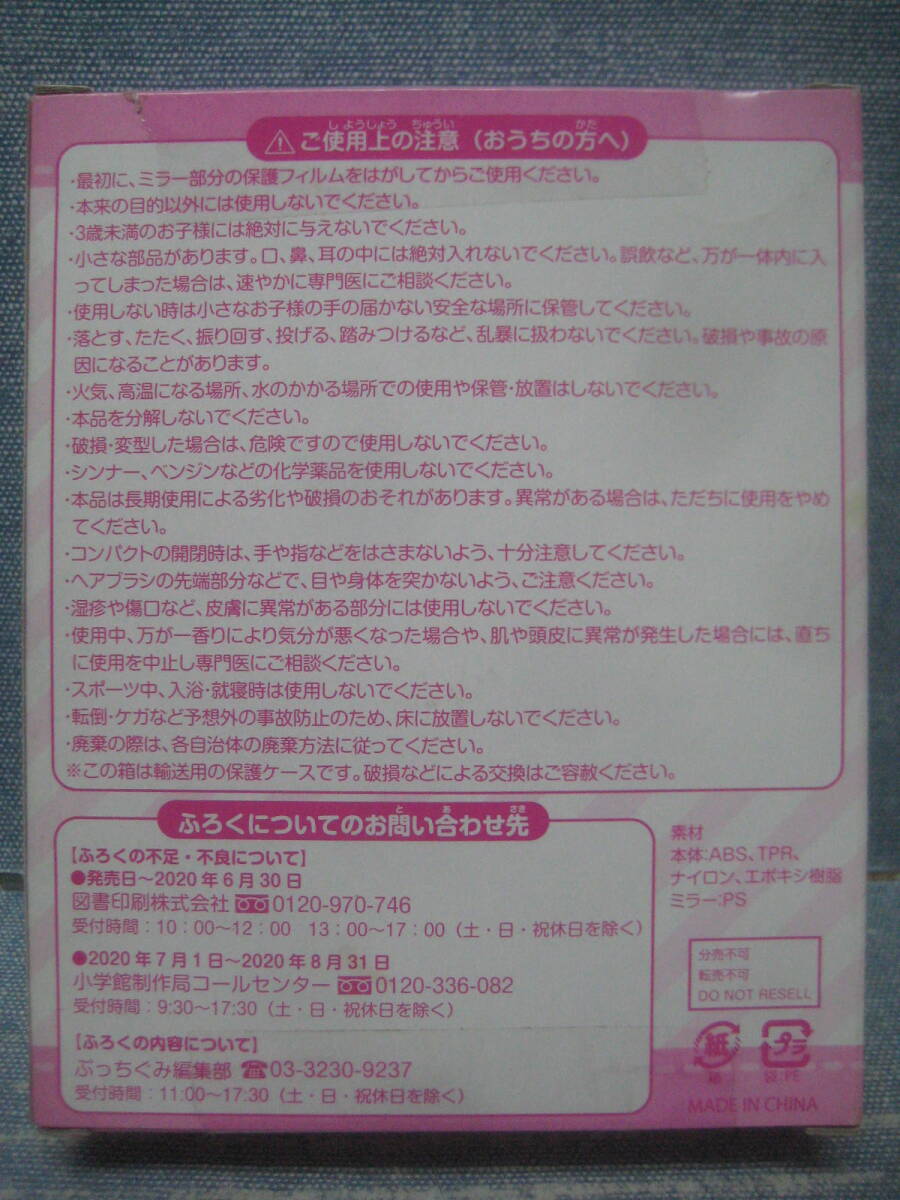 しようじょう ちゅうい かた
⚠ご使用上の注意（おうちの方へ）
・最初に、ミラー部分の保護フィルムをはがしてからご使用ください。
・本来の目的以外には使用しないでください。
・3歳未満のお子様には絶対に与えないでください。
・小さな部品があります。口、鼻、耳の中には絶対入れないでください。誤飲など、万が一体内に入
ってしまった場合は、速やかに専門医にご相談ください。
・使用しない時は小さなお子様の手の届かない安全な場所に保管してください。
・落とす、たたく、振り回す、投げる、踏みつけるなど、乱暴に扱わないでください。破損や事故の原
因になることがあります。
・火気、高温になる場所、水のかかる場所での使用や保管・放置はしないでください。
・本品を分解しないでください。
・破損・変型した場合は、危険ですので使用しないでください。
・シンナー、ベンジンなどの化学薬品を使用しないでください。
・本品は長期使用による劣化や破損のおそれがあります。異常がある場合は、ただちに使用をやめ
てください。
・コンパクトの開閉時は、手や指などをはさまないよう、十分注意してください。
・ヘアブラシの先端部分などで、目や身体を突かないよう、ご注意ください。
・湿疹や傷口など、皮膚に異常がある部分には使用しないでください。
・使用中、万が一香りにより気分が悪くなった場合や、肌や頭皮に異常が発生した場合には、直ち
に使用を中止し専門医にご相談ください。
・スポーツ中、入浴・就寝時は使用しないでください。
・転倒・ケガなど予想外の事故防止のため、床に放置しないでください。
・廃棄の際は、各自治体の廃棄方法に従ってください。
※この箱は輸送用の保護ケースです。破損などによる交換はご容赦ください。
と あ さき
ふろくについてのお問い合わせ先
【ふろくの不足・不良について】
●発売日〜2020年6月30日
図書印刷株式会社 0120-970-746
受付時間：10：00〜12：00 13：00〜17：00（土・日・祝休日を除く）
●2020年7月1日〜2020年8月31日
小学館制作局コールセンター 0120-336-082
受付時間：9:30〜17:30（土・日・祝休日を除く）
【ふろくの内容について】
ぷっちぐみ編集部 ☎03-3230-9237
受付時間：11:00〜17:30（土・日・祝休日を除く）
素材
本体：ABS、TPR、
ナイロン、エポキシ樹脂
ミラー：PS
分売不可
転売不可
DO NOT RESELL
紙 プラ
箱 袋:PE
MADE IN CHINA